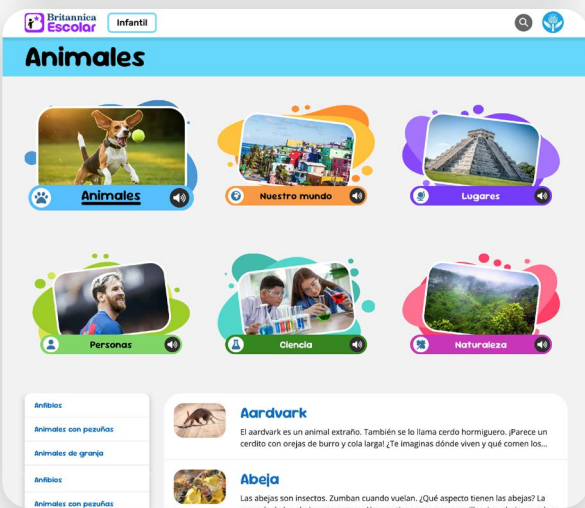 Britannica
Escolar
Infantil
Animales
Animales
Nuestro mundo
Lugares
Personas
Ciencia
Naturaleza
Anfibios
Animales con pezuñas
Animales de granja
Anfibios
Animales con pezuñas
Aardvark
El aardvark es un animal extraño. También se lo llama cerdo hormiguero. ¡Parece un
cerdito con orejas de burro y cola larga! ¿Te imaginas dónde viven y qué comen los...
Abeja
Las abejas son insectos. Zumban cuando vuelan. ¿Qué aspecto tienen las abejas? La